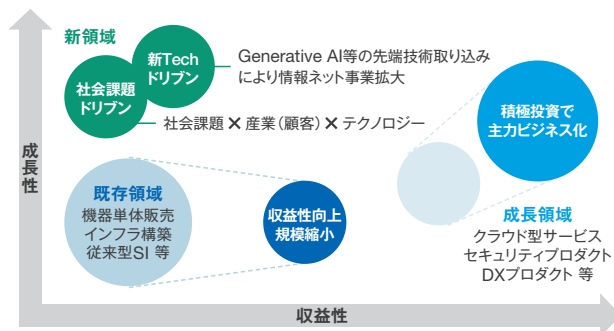 新領域
新Tech
ドリブン
Generative AI等の先端技術取り込み
により情報ネット事業拡大
社会課題
ドリブン
社会課題 × 産業(顧客) × テクノロジー
積極投資で
主力ビジネス化
成長性
既存領域
機器単体販売
インフラ構築
従来型SI 等
収益性向上
規模縮小
成長領域
クラウド型サービス
セキュリティプロダクト
DXプロダクト 等
収益性